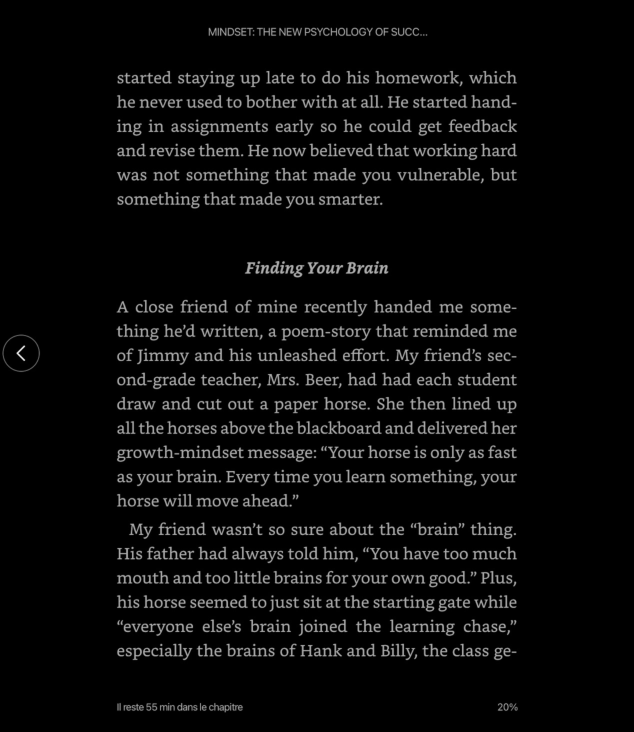 MINDSET: THE NEW PSYCHOLOGY OF SUCC...
started staying up late to do his homework, which
he never used to bother with at all. He started hand-
ing in assignments early so he could get feedback
and revise them. He now believed that working hard
was not something that made you vulnerable, but
something that made you smarter.
Finding Your Brain
A close friend of mine recently handed me some-
thing he’d written, a poem-story that reminded me
of Jimmy and his unleashed effort. My friend’s sec-
ond-grade teacher, Mrs. Beer, had had each student
draw and cut out a paper horse. She then lined up
all the horses above the blackboard and delivered her
growth-mindset message: “Your horse is only as fast
as your brain. Every time you learn something, your
horse will move ahead.”
My friend wasn’t so sure about the “brain” thing.
His father had always told him, “You have too much
mouth and too little brains for your own good.” Plus,
his horse seemed to just sit at the starting gate while
“everyone else’s brain joined the learning chase,”
especially the brains of Hank and Billy, the class ge-
Il reste 55 min dans le chapitre
20%